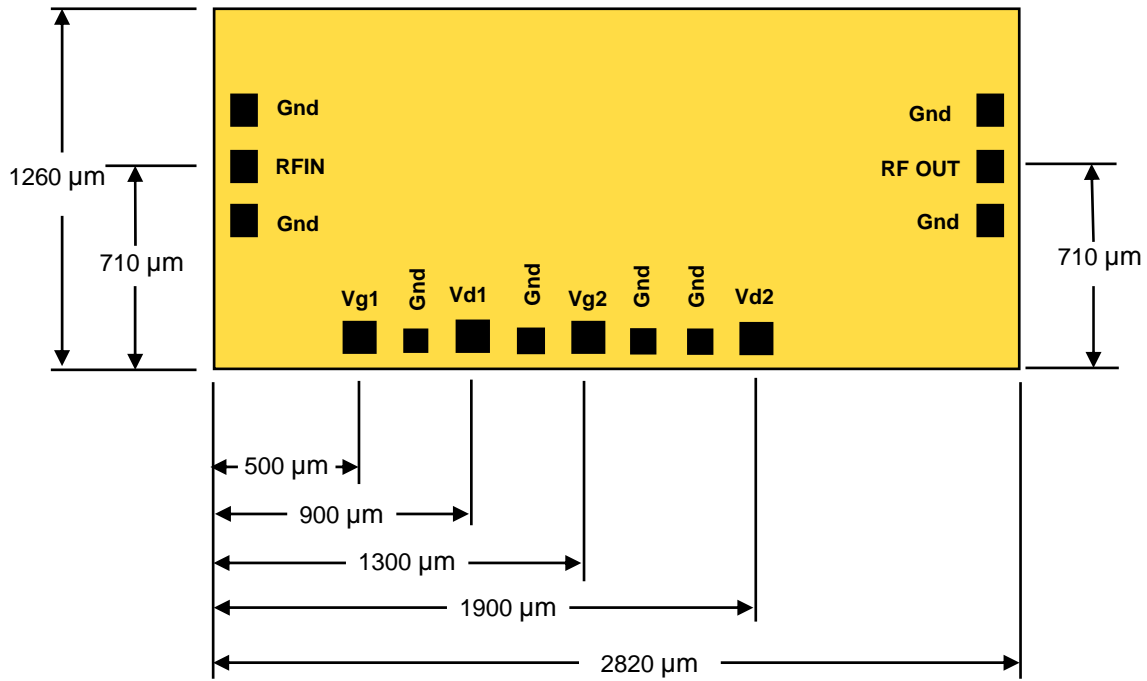 Gnd
Gnd
1260 µm
RFIN
RF OUT
Gnd
Gnd
710 µm
710 µm
Vg1
Gnd
Vd1
Gnd
Vg2
Gnd
Gnd
Vd2
500 µm
900 µm
1300 µm
1900 µm
2820 µm